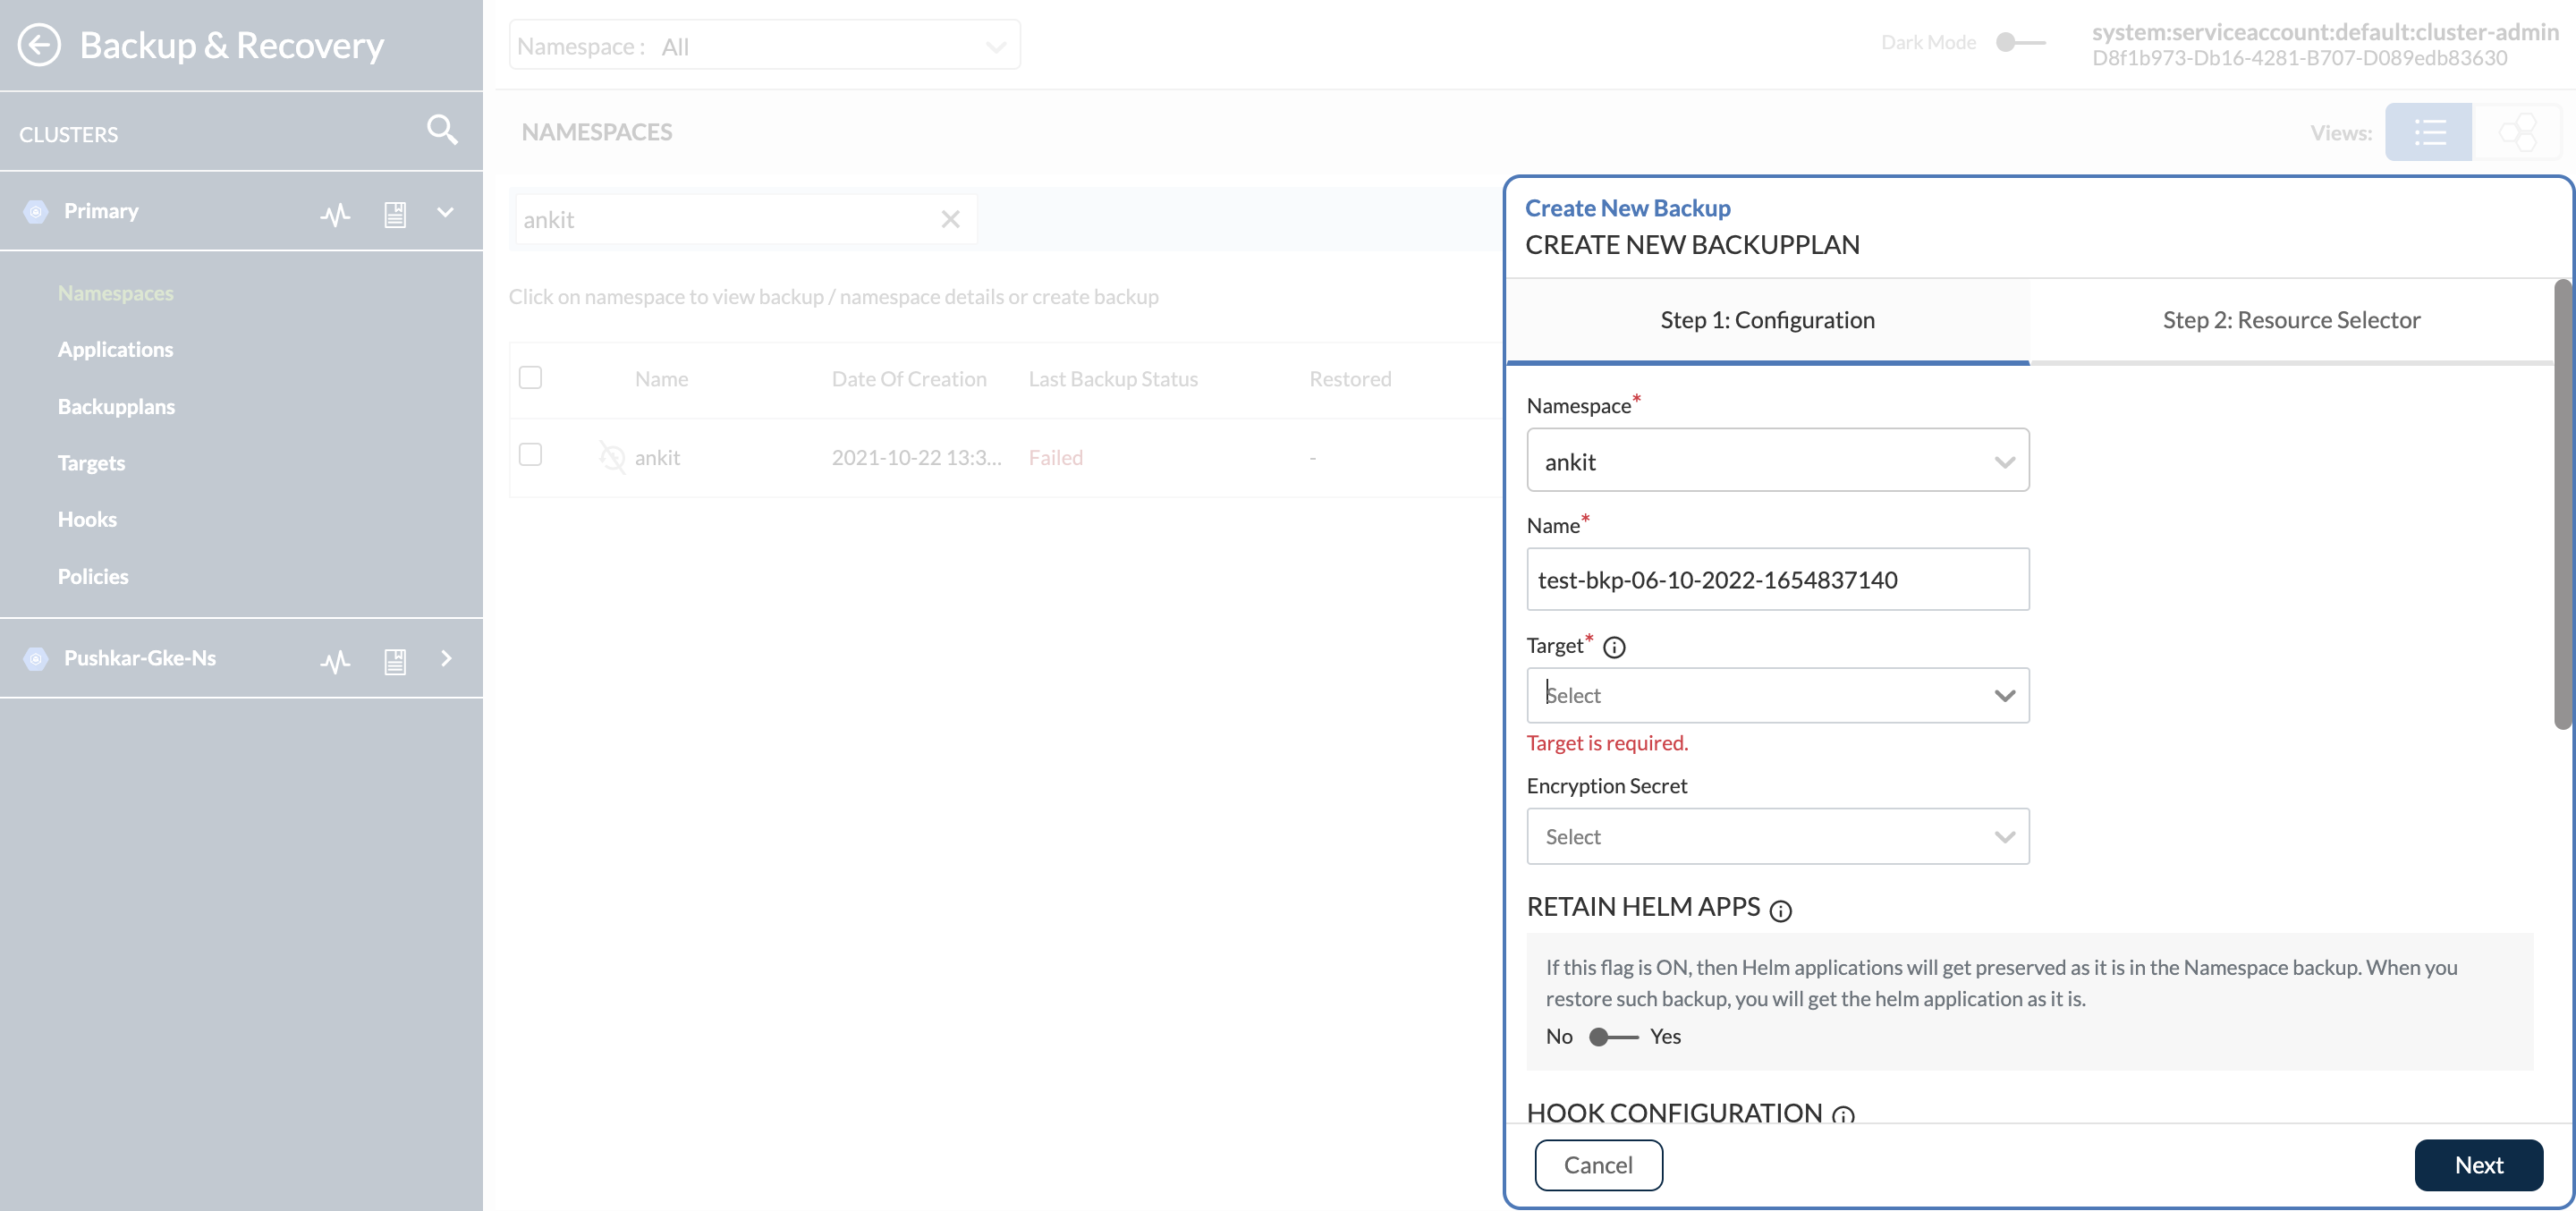 Backup & Recovery
Namespace : All
Dark Mode
system:serviceaccount:default:cluster-admin
D8f1b973-Db16-4281-B707-D089edb83630
CLUSTERS
NAMESPACES
Views:
Primary
ankit
Namespaces
Applications
Backupplans
Targets
Hooks
Policies
Pushkar-Gke-Ns
Click on namespace to view backup / namespace details or create backup
Name Date Of Creation Last Backup Status Restored
ankit 2021-10-22 13:3... Failed -
Create New Backup
CREATE NEW BACKUPPLAN
Step 1: Configuration Step 2: Resource Selector
Namespace*
ankit
Name*
test-bkp-06-10-2022-1654837140
Target*
Select
Target is required.
Encryption Secret
Select
RETAIN HELM APPS
If this flag is ON, then Helm applications will get preserved as it is in the Namespace backup. When you
restore such backup, you will get the helm application as it is.
No Yes
HOOK CONFIGURATION
Cancel Next